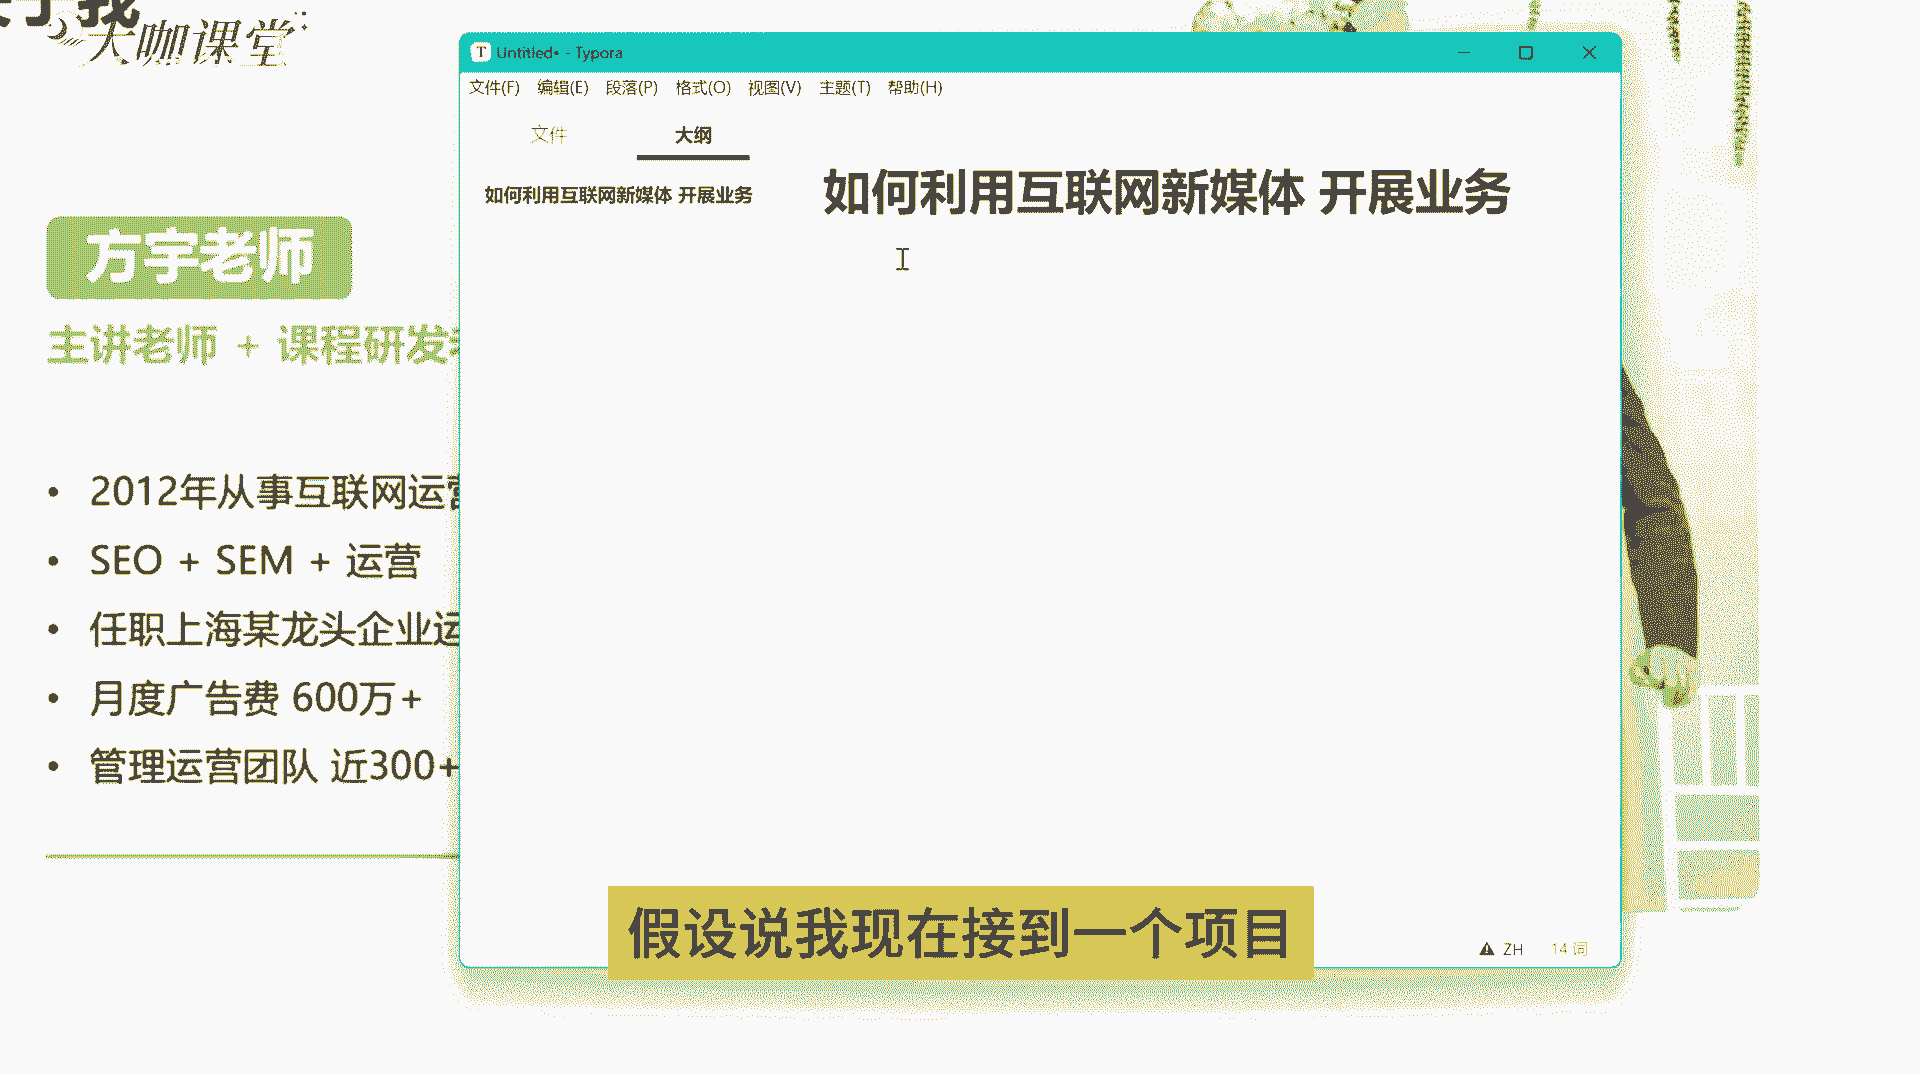 于我
大咖课堂
Untitled• - Typora
文件(F) 编辑(E) 段落(P) 格式(O) 视图(V) 主题(T) 帮助(H)
文件 大纲
如何利用互联网新媒体 开展业务
如何利用互联网新媒体 开展业务
方宇老师
主讲老师 + 课程研发
• 2012年从事互联网运营
• SEO + SEM + 运营
• 任职上海某龙头企业运
• 月度广告费 600万+
• 管理运营团队 近300+
假设说我现在接到一个项目
ZH 14 词